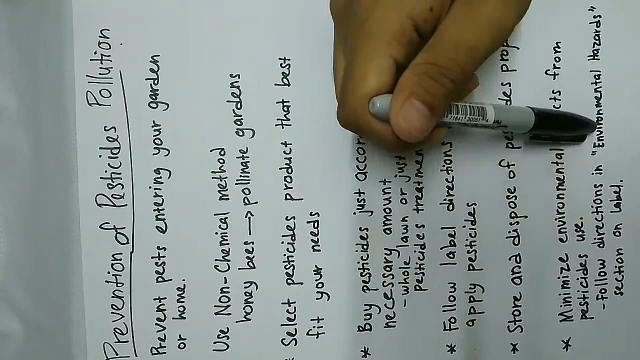 Prevention of Pesticides Pollution
Prevent pests entering your garden
or home.
Use Non-Chemical method
honey bees → pollinate gardens
* Select pesticides product that best
fit your needs
* Buy pesticides just
necessary amount
- whole lawn or just
pesticides
* Follow label directions
apply pesticides
* Store and dispose of
* Minimize environmental from
pesticides use.
- follow directions in "Environmental Hazards"
section on label.